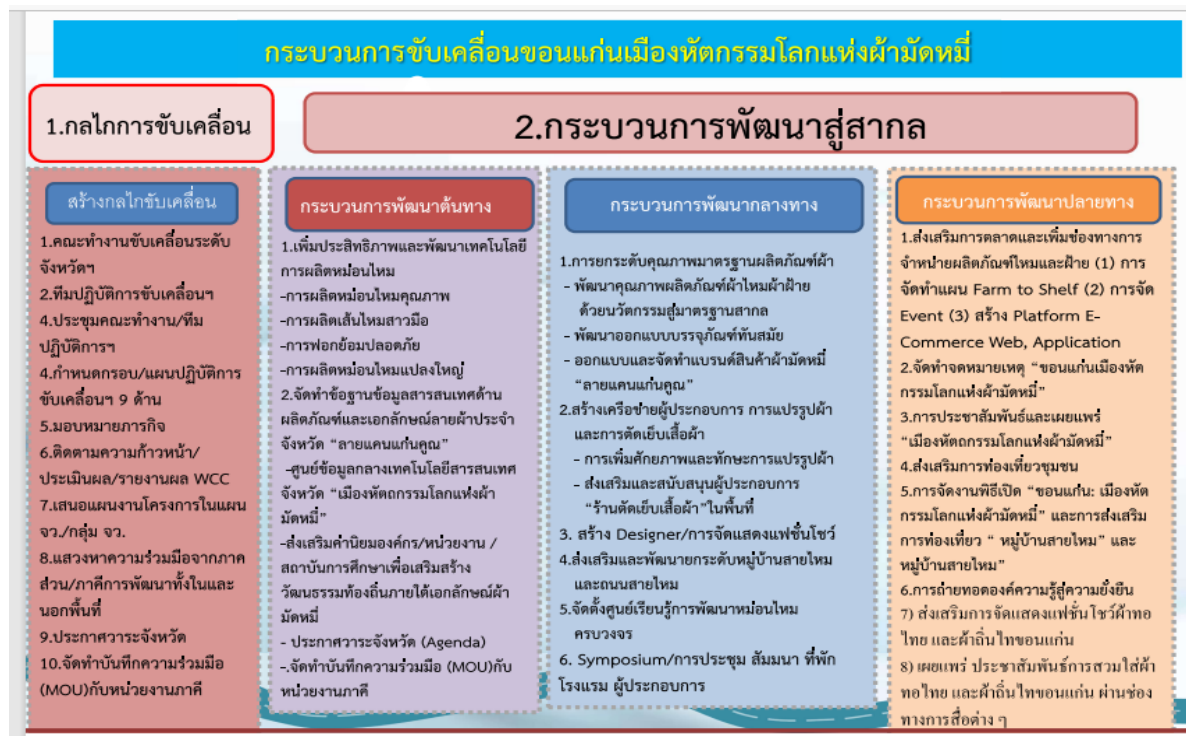 กระบวนการขับเคลื่อนขอนแก่นเมืองหัตกรรมโลกแห่งผ้ามัดหมี่
1.กลไกการขับเคลื่อน
2.กระบวนการพัฒนาสู่สากล
สร้างกลไกขับเคลื่อน
1.คณะทำงานขับเคลื่อนระดับ
จังหวัดฯ
2.ทีมปฏิบัติการขับเคลื่อนฯ
4.ประชุมคณะทำงาน/ทีม
ปฏิบัติการฯ
4.กำหนดกรอบ/แผนปฏิบัติการ
ขับเคลื่อนฯ 9 ด้าน
5.มอบหมายภารกิจ
6.ติดตามความก้าวหน้า/
ประเมินผล/รายงานผล WCC
7.เสนอแผนงานโครงการในแผน
จว./กลุ่ม จว.
8.แสวงหาความร่วมมือจากภาค
ส่วน/ภาคีการพัฒนาทั้งในและ
นอกพื้นที่
9.ประกาศวาระจังหวัด
10.จัดทำบันทึกความร่วมมือ
(MOU)กับหน่วยงานภาคี
กระบวนการพัฒนาต้นทาง
1.เพิ่มประสิทธิภาพและพัฒนาเทคโนโลยี
การผลิตหม่อนไหม
-การผลิตหม่อนไหมคุณภาพ
-การผลิตเส้นไหมสาวมือ
-การฟอกย้อมปลอดภัย
-การผลิตหม่อนไหมแปลงใหญ่
2.จัดทำข้อฐานข้อมูลสารสนเทศด้าน
ผลิตภัณฑ์และเอกลักษณ์ลายผ้าประจำ
จังหวัด “ลายแคนแก่นคูณ”
-ศูนย์ข้อมูลกลางเทคโนโลยีสารสนเทศ
จังหวัด “เมืองหัตถกรรมโลกแห่งผ้า
มัดหมี่”
-ส่งเสริมค่านิยมองค์กร/หน่วยงาน /
สถาบันการศึกษาเพื่อเสริมสร้าง
วัฒนธรรมท้องถิ่นภายใต้เอกลักษณ์ผ้า
มัดหมี่
- ประกาศวาระจังหวัด (Agenda)
-.จัดทำบันทึกความร่วมมือ (MOU)กับ
หน่วยงานภาคี
กระบวนการพัฒนากลางทาง
1.การยกระดับคุณภาพมาตรฐานผลิตภัณฑ์ผ้า
- พัฒนาคุณภาพผลิตภัณฑ์ผ้าไหมผ้าฝ้าย
ด้วยนวัตกรรมสู่มาตรฐานสากล
- พัฒนาออกแบบบรรจุภัณฑ์ทันสมัย
- ออกแบบและจัดทำแบรนด์สินค้าผ้ามัดหมี่
“ลายแคนแก่นคูณ”
2.สร้างเครือข่ายผู้ประกอบการ การแปรรูปผ้า
และการตัดเย็บเสื้อผ้า
- การเพิ่มศักยภาพและทักษะการแปรรูปผ้า
- ส่งเสริมและสนับสนุนผู้ประกอบการ
“ร้านตัดเย็บเสื้อผ้า”ในพื้นที่
3. สร้าง Designer/การจัดแสดงแฟชั่นโชว์
4.ส่งเสริมและพัฒนายกระดับหมู่บ้านสายไหม
และถนนสายไหม
5.จัดตั้งศูนย์เรียนรู้การพัฒนาหม่อนไหม
ครบวงจร
6. Symposium/การประชุม สัมมนา ที่พัก
โรงแรม ผู้ประกอบการ
กระบวนการพัฒนาปลายทาง
1.ส่งเสริมการตลาดและเพิ่มช่องทางการ
จำหน่ายผลิตภัณฑ์ไหมและฝ้าย (1) การ
จัดทำแผน Farm to Shelf (2) การจัด
Event (3) สร้าง Platform E-
Commerce Web, Application
2.จัดทำจดหมายเหตุ “ขอนแก่นเมืองหัต
กรรมโลกแห่งผ้ามัดหมี่”
3.การประชาสัมพันธ์และเผยแพร่
“เมืองหัตถกรรมโลกแห่งผ้ามัดหมี่”
4.ส่งเสริมการท่องเที่ยวชุมชน
5.การจัดงานพิธีเปิด “ขอนแก่น: เมืองหัต
กรรมโลกแห่งผ้ามัดหมี่” และการส่งเสริม
การท่องเที่ยว “ หมู่บ้านสายไหม” และ
หมู่บ้านสายไหม”
6.การถ่ายทอดองค์ความรู้สู่ความยั่งยืน
7) ส่งเสริมการจัดแสดงแฟชั่นโชว์ผ้าทอ
ไทย และผ้าถิ่นไทขอนแก่น
8) เผยแพร่ ประชาสัมพันธ์การสวมใส่ผ้า
ทอไทย และผ้าถิ่นไทขอนแก่น ผ่านช่อง
ทางการสื่อต่าง ๆ